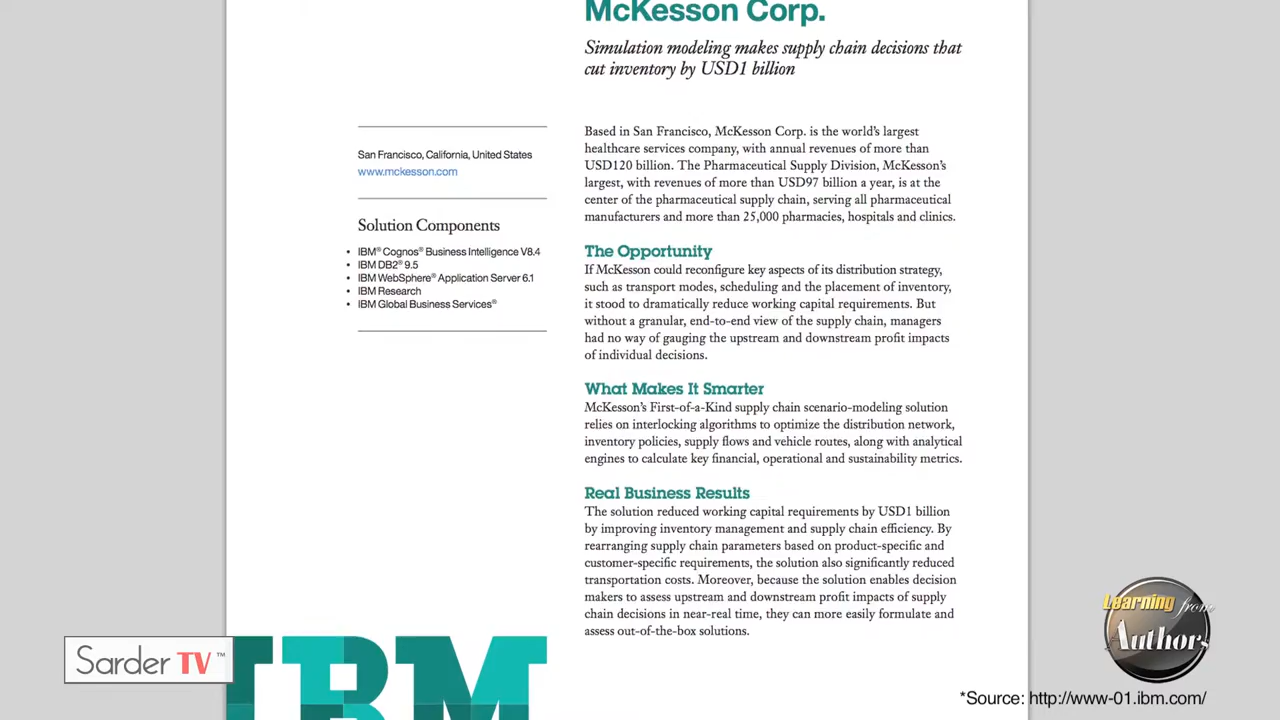 McKesson Corp.
Simulation modeling makes supply chain decisions that
cut inventory by USD1 billion
San Francisco, California, United States
www.mckesson.com
Solution Components
• IBM® Cognos® Business Intelligence V8.4
• IBM DB2® 9.5
• IBM WebSphere® Application Server 6.1
• IBM Research
• IBM Global Business Services®
Based in San Francisco, McKesson Corp. is the world's largest
healthcare services company, with annual revenues of more than
USD120 billion. The Pharmaceutical Supply Division, McKesson's
largest, with revenues of more than USD97 billion a year, is at the
center of the pharmaceutical supply chain, serving all pharmaceutical
manufacturers and more than 25,000 pharmacies, hospitals and clinics.
The Opportunity
If McKesson could reconfigure key aspects of its distribution strategy,
such as transport modes, scheduling and the placement of inventory,
it stood to dramatically reduce working capital requirements. But
without a granular, end-to-end view of the supply chain, managers
had no way of gauging the upstream and downstream profit impacts
of individual decisions.
What Makes It Smarter
McKesson's First-of-a-Kind supply chain scenario-modeling solution
relies on interlocking algorithms to optimize the distribution network,
inventory policies, supply flows and vehicle routes, along with analytical
engines to calculate key financial, operational and sustainability metrics.
Real Business Results
The solution reduced working capital requirements by USD1 billion
by improving inventory management and supply chain efficiency. By
rearranging supply chain parameters based on product-specific and
customer-specific requirements, the solution also significantly reduced
transportation costs. Moreover, because the solution enables decision
makers to assess upstream and downstream profit impacts of supply
chain decisions in near-real time, they can more easily formulate and
assess out-of-the-box solutions.
IBM
Sarder TV™
Learning from
Authors
*Source: http://www-01.ibm.com/